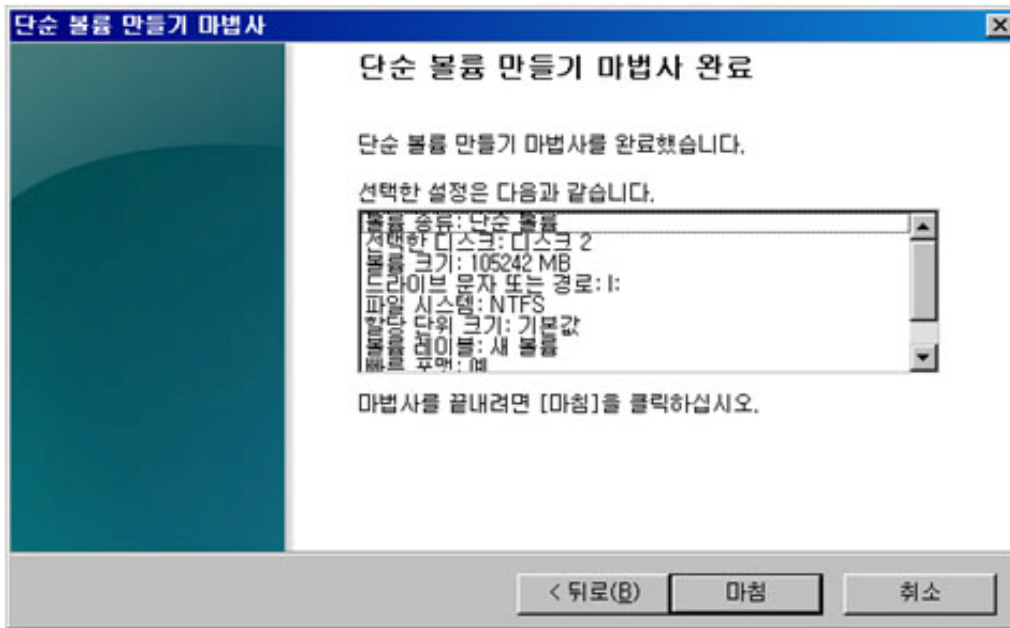 단순 볼륨 만들기 마법사
단순 볼륨 만들기 마법사 완료
단순 볼륨 만들기 마법사를 완료했습니다.
선택한 설정은 다음과 같습니다.
볼륨 종류: 단순 볼륨
선택한 디스크: 디스크 2
볼륨 크기: 105242 MB
드라이브 문자 또는 경로: I:
파일 시스템: NTFS
할당 단위 크기: 기본값
볼륨 레이블: 새 볼륨
빠른 포맷: 예
마법사를 끝내려면 [마침]을 클릭하십시오.
< 뒤로(B) 마침 취소